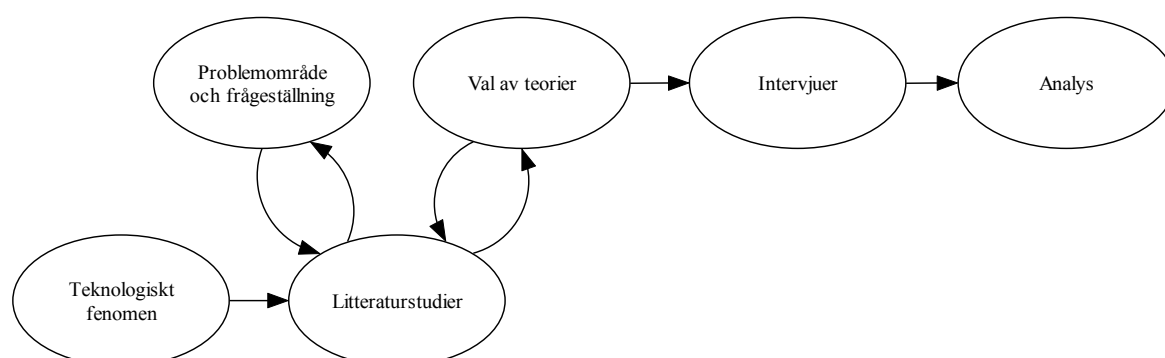 Problemområde
och frågeställning
Val av teorier
Intervjuer
Analys
Teknologiskt
fenomen
Litteraturstudier